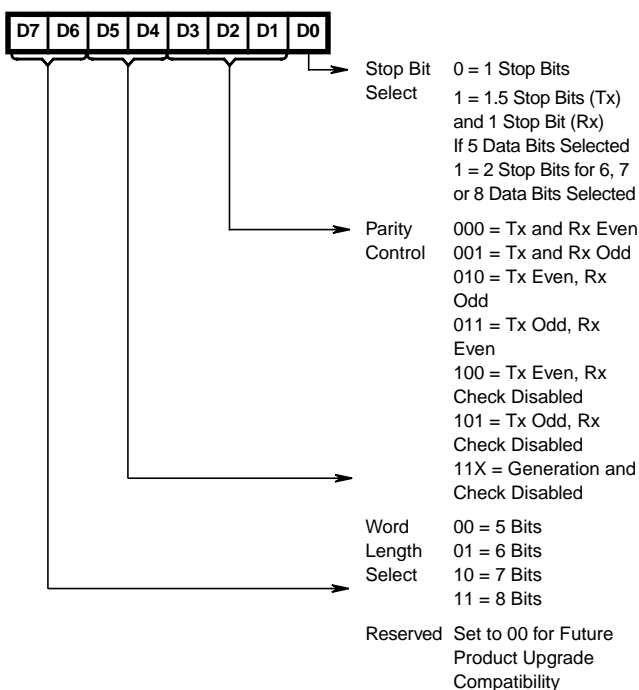 D7 D6 D5 D4 D3 D2 D1 D0
Stop Bit 0 = 1 Stop Bits
Select 1 = 1.5 Stop Bits (Tx)
and 1 Stop Bit (Rx)
If 5 Data Bits Selected
1 = 2 Stop Bits for 6, 7
or 8 Data Bits Selected
Parity 000 = Tx and Rx Even
Control 001 = Tx and Rx Odd
010 = Tx Even, Rx
Odd
011 = Tx Odd, Rx
Even
100 = Tx Even, Rx
Check Disabled
101 = Tx Odd, Rx
Check Disabled
11X = Generation and
Check Disabled
Word 00 = 5 Bits
Length 01 = 6 Bits
Select 10 = 7 Bits
11 = 8 Bits
Reserved Set to 00 for Future
Product Upgrade
Compatibility